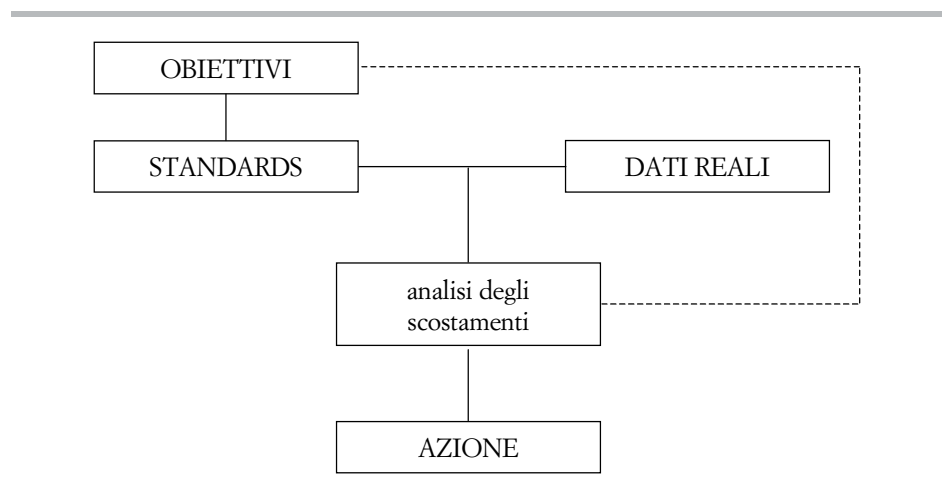 OBIETTIVI
STANDARDS
DATI REALI
analisi degli
scostamenti
AZIONE